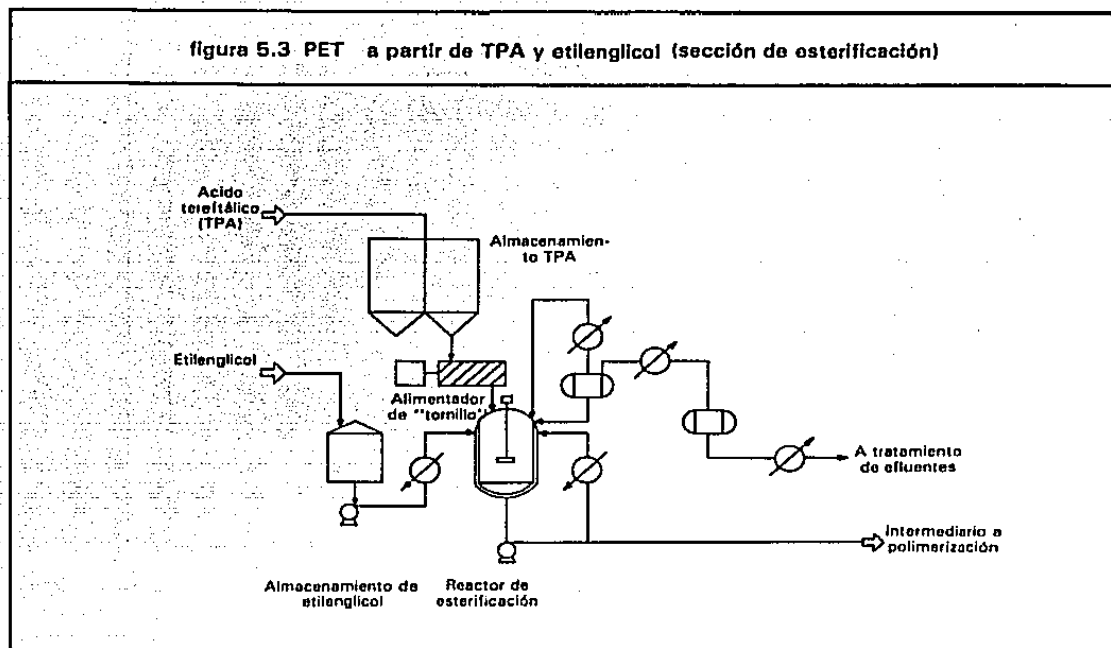 figura 5.3 PET a partir de TPA y etilenglicol (sección de esterificación)
Acido
tereftálico
(TPA)
Almacenamien-
to TPA
Etilenglicol
Alimentador
de "tornillo"
A tratamiento
de efluentes
Intermediario a
polimerización
Almacenamiento de
etilenglicol
Reactor de
esterificación